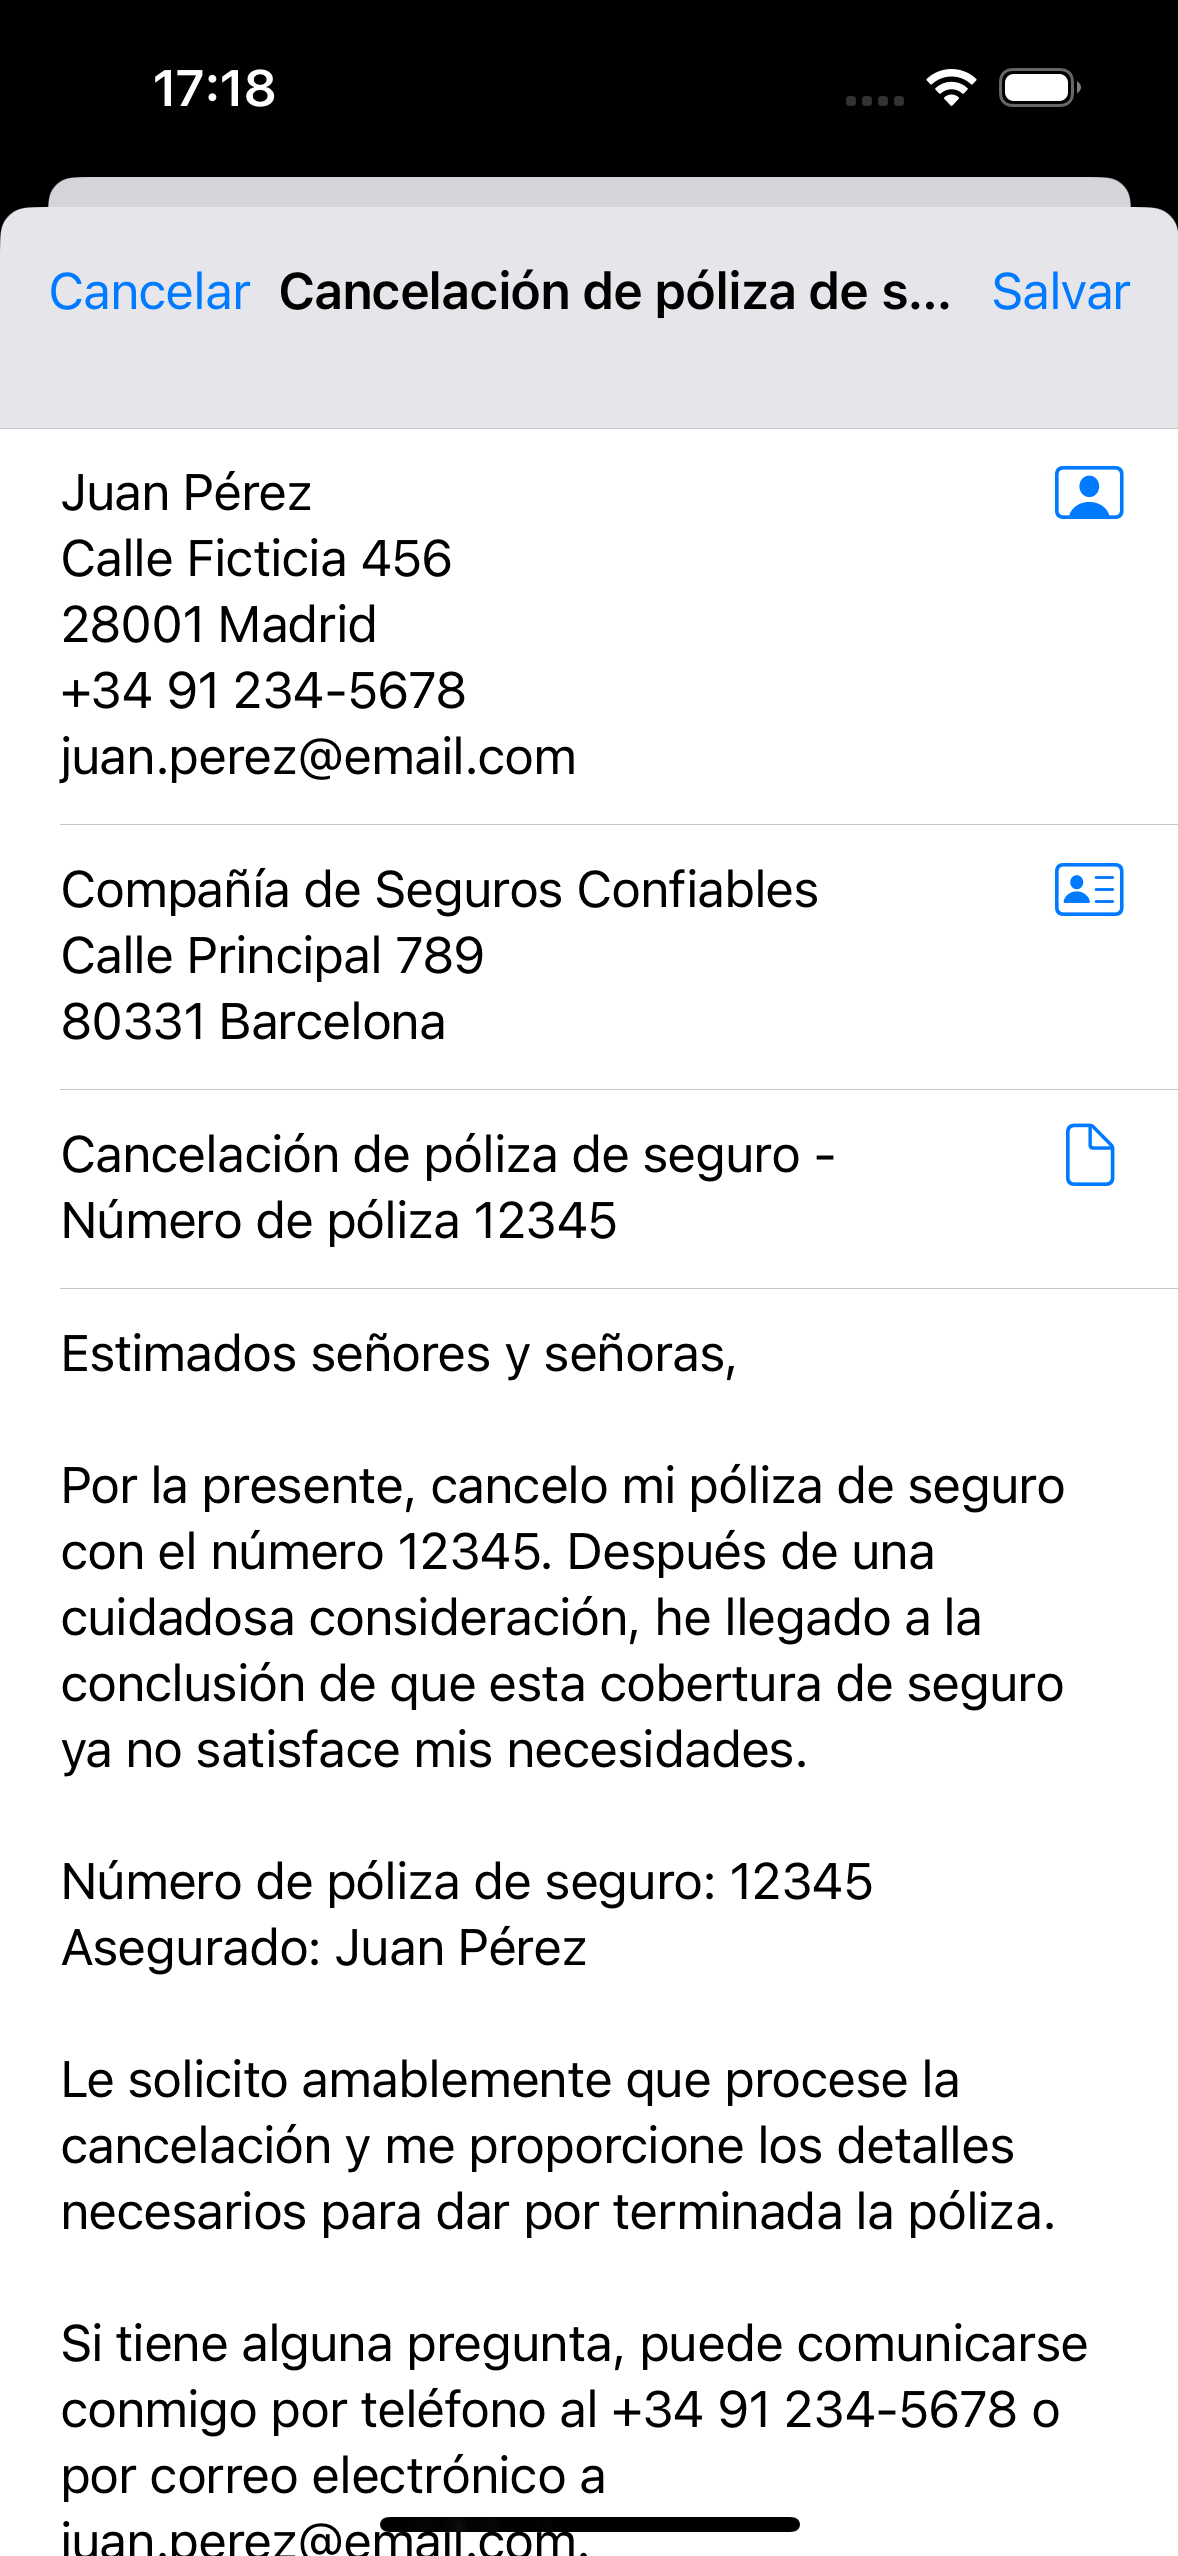 17:18
Cancelar Cancelación de póliza de s... Salvar
Juan Pérez
Calle Ficticia 456
28001 Madrid
+34 91 234-5678
juan.perez@email.com
Compañía de Seguros Confiables
Calle Principal 789
80331 Barcelona
Cancelación de póliza de seguro -
Número de póliza 12345
Estimados señores y señoras,
Por la presente, cancelo mi póliza de seguro
con el número 12345. Después de una
cuidadosa consideración, he llegado a la
conclusión de que esta cobertura de seguro
ya no satisface mis necesidades.
Número de póliza de seguro: 12345
Asegurado: Juan Pérez
Le solicito amablemente que procese la
cancelación y me proporcione los detalles
necesarios para dar por terminada la póliza.
Si tiene alguna pregunta, puede comunicarse
conmigo por teléfono al +34 91 234-5678 o
por correo electrónico a
juan.perez@email.com.